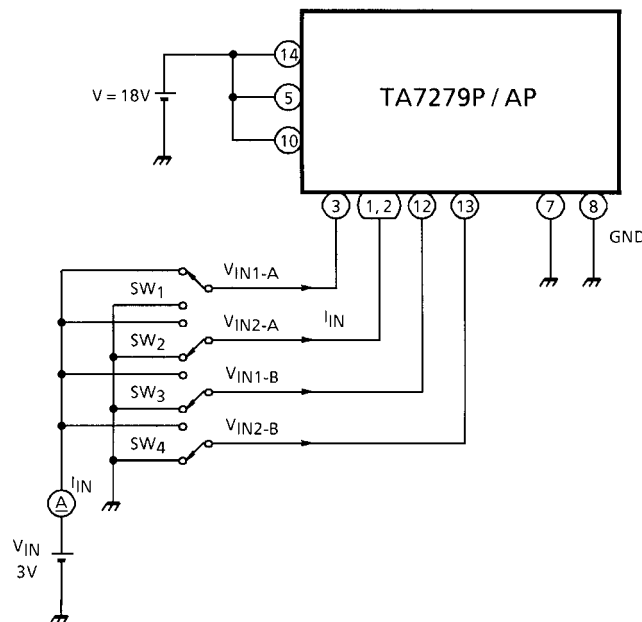 14
V = 18V
5
TA7279P / AP
10
3
1, 2
12
13
7
8
GND
VIN1-A
SW1
VIN2-A
IIN
SW2
VIN1-B
SW3
VIN2-B
SW4
IIN
A
VIN
3V